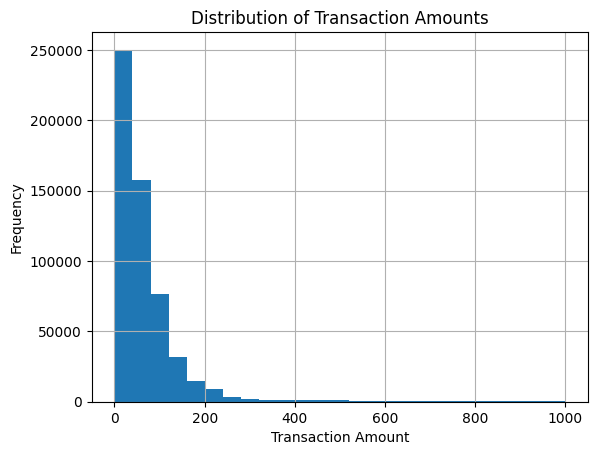 Distribution of Transaction Amounts
250000
200000
150000
100000
50000
0
Frequency
0 200 400 600 800 1000
Transaction Amount